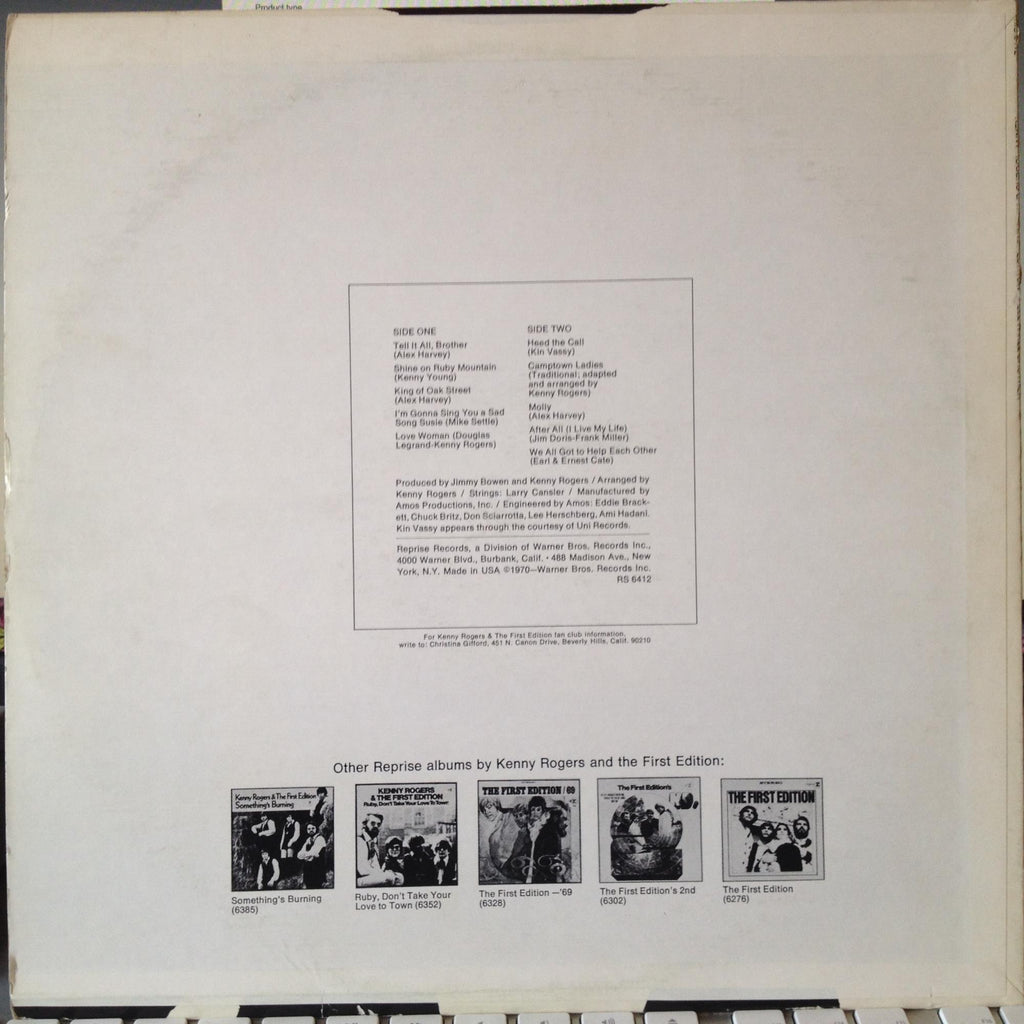 Product type
SIDE ONE
Tell It All, Brother
(Alex Harvey)
Shine on Ruby Mountain
(Kenny Young)
King of Oak Street
(Alex Harvey)
I'm Gonna Sing You a Sad
Song Susie (Mike Settle)
Love Woman (Douglas
Legrand-Kenny Rogers)
SIDE TWO
Heed the Call
(Kin Vassy)
Camptown Ladies
(Traditional; adapted
and arranged by
Kenny Rogers)
Molly
(Alex Harvey)
After All (I Live My Life)
(Jim Doris-Frank Miller)
We All Got to Help Each Other
(Earl & Ernest Cate)
Produced by Jimmy Bowen and Kenny Rogers / Arranged by
Kenny Rogers / Strings: Larry Cansler / Manufactured by
Amos Productions, Inc. / Engineered by Amos: Eddie Brack-
ett, Chuck Britz, Don Sciarrotta, Lee Herschberg, Ami Hadani.
Kin Vassy appears through the courtesy of Uni Records.
Reprise Records, a Division of Warner Bros. Records Inc.,
4000 Warner Blvd., Burbank, Calif. • 488 Madison Ave., New
York, N.Y. Made in USA ©1970—Warner Bros. Records Inc.
RS 6412
For Kenny Rogers & The First Edition fan club information,
write to: Christina Gifford, 451 N. Canon Drive, Beverly Hills, Calif. 90210
Other Reprise albums by Kenny Rogers and the First Edition:
Kenny Rogers & The First Edition
Something's Burning
KENNY ROGERS
& THE FIRST EDITION
Ruby, Don't Take Your Love To Town
THE FIRST EDITION / 69
The First Edition's
THE FIRST EDITION
Something's Burning
(6385)
Ruby, Don't Take Your
Love to Town (6352)
The First Edition —'69
(6328)
The First Edition's 2nd
(6302)
The First Edition
(6276)